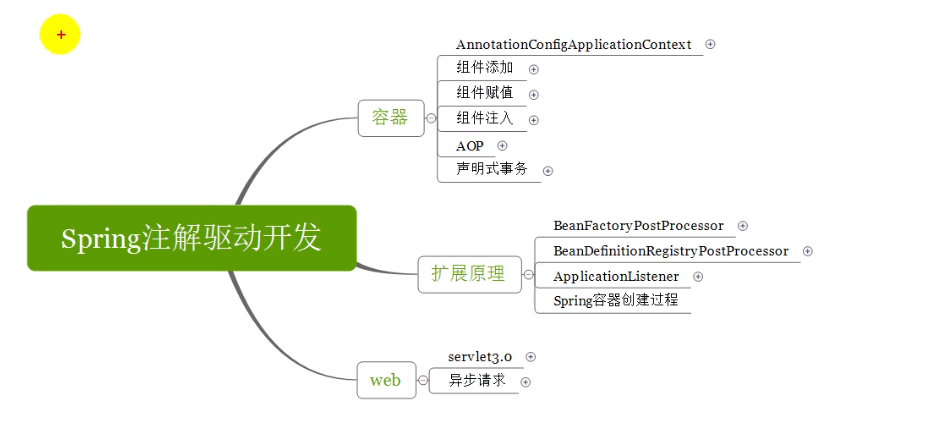 Spring注解驱动开发
容器
AnnotationConfigApplicationContext
组件添加
组件赋值
组件注入
AOP
声明式事务
扩展原理
BeanFactoryPostProcessor
BeanDefinitionRegistryPostProcessor
ApplicationListener
Spring容器创建过程
web
servlet3.0
异步请求